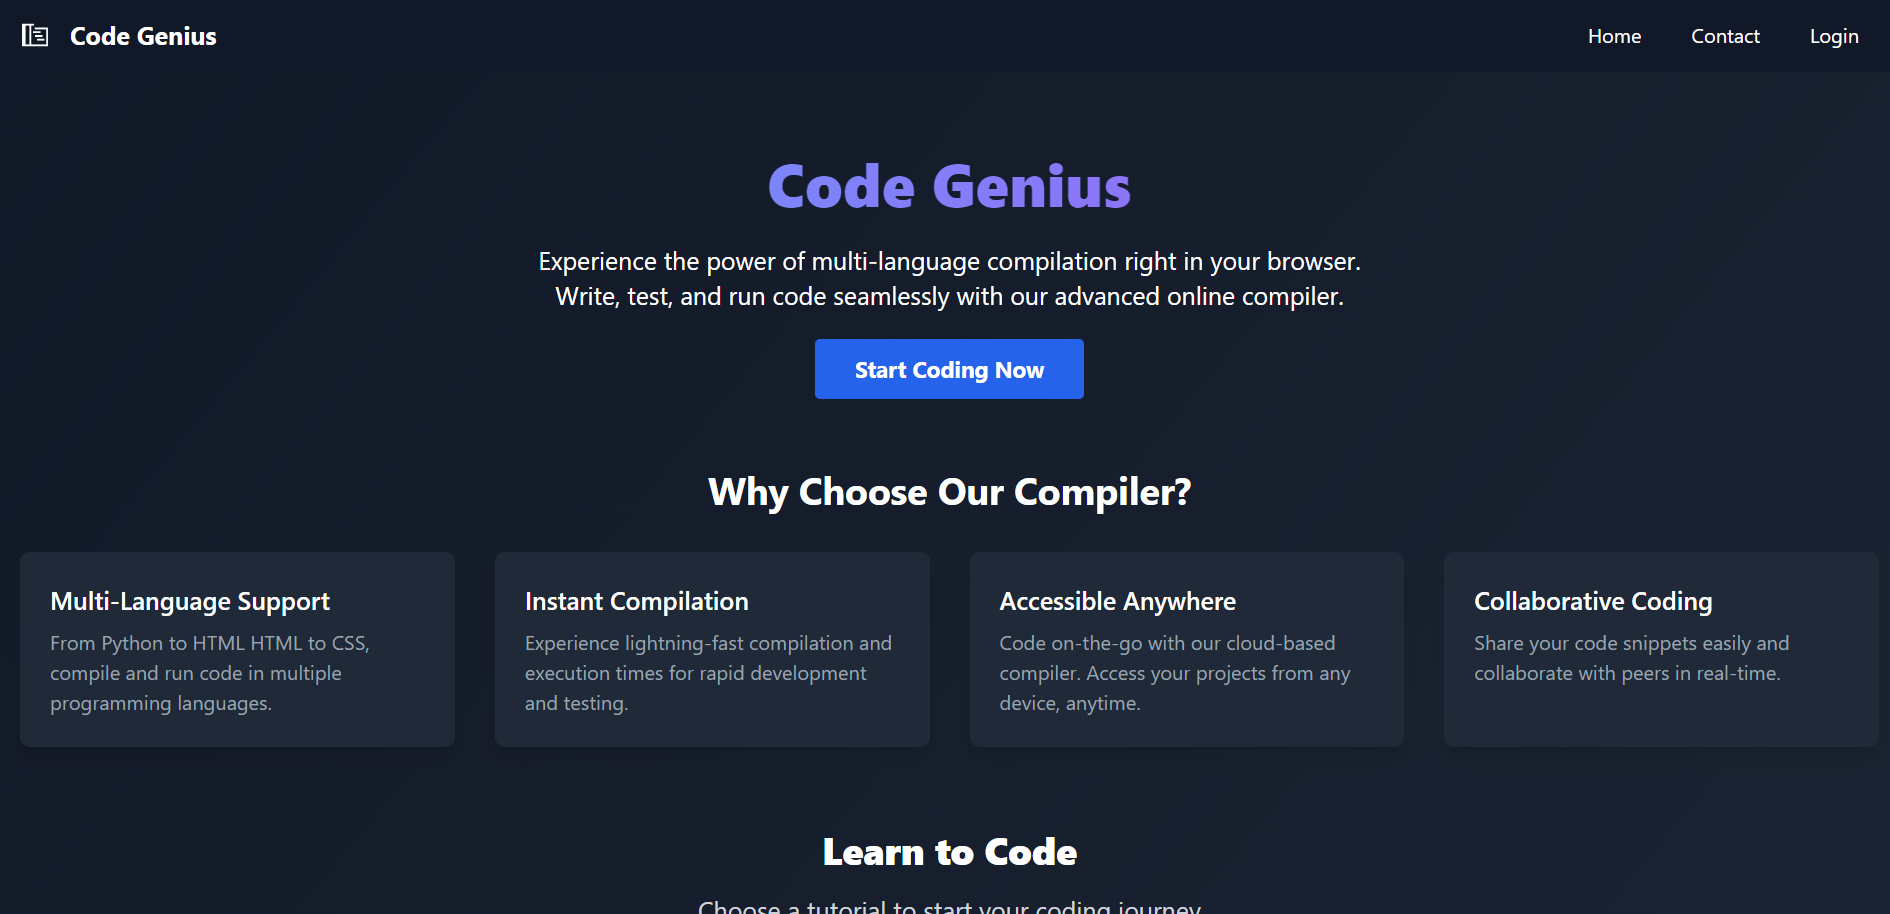 Code Genius
Home
Contact
Login
Code Genius
Experience the power of multi-language compilation right in your browser.
Write, test, and run code seamlessly with our advanced online compiler.
Start Coding Now
Why Choose Our Compiler?
Multi-Language Support
From Python to HTML HTML to CSS,
compile and run code in multiple
programming languages.
Instant Compilation
Experience lightning-fast compilation and
execution times for rapid development
and testing.
Accessible Anywhere
Code on-the-go with our cloud-based
compiler. Access your projects from any
device, anytime.
Collaborative Coding
Share your code snippets easily and
collaborate with peers in real-time.
Learn to Code
Choose a tutorial to start your coding journey